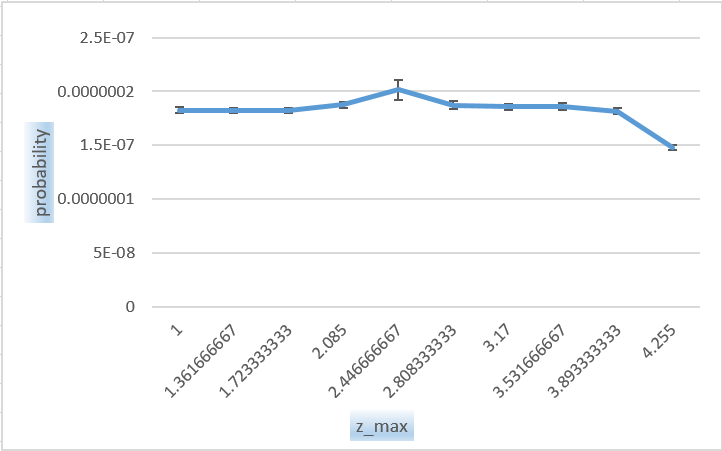 2.5E-07
0.0000002
1.5E-07
0.0000001
5E-08
0
probability
1
1.361666667
1.723333333
2.085
2.446666667
2.808333333
3.17
3.531666667
3.893333333
4.255
z_max